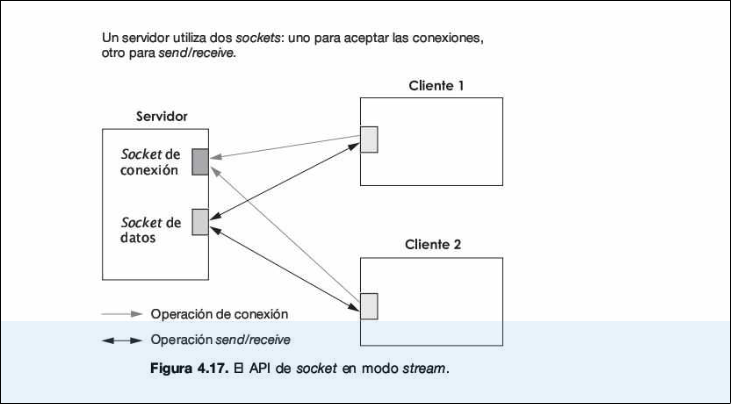 Un servidor utiliza dos sockets: uno para aceptar las conexiones,
otro para send/receive.
Cliente 1
Servidor
Socket de
conexión
Socket de
datos
Cliente 2
Operación de conexión
Operación send/receive
Figura 4.17. El API de socket en modo stream.